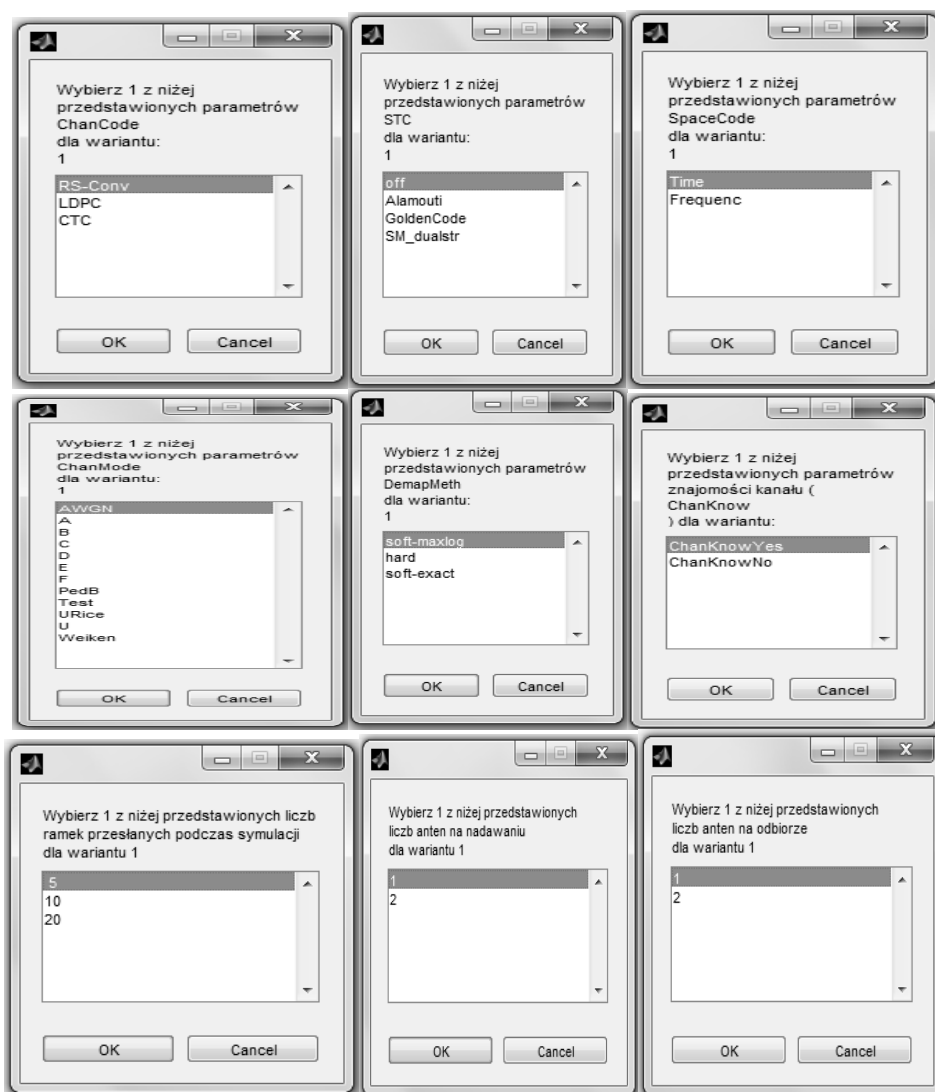 Wybierz 1 z niżej
przedstawionych parametrów
ChanCode
dla wariantu:
1
RS-Conv
LDPC
CTC
OK
Cancel
Wybierz 1 z niżej
przedstawionych parametrów
STC
dla wariantu:
1
off
Alamouti
GoldenCode
SM_dualstr
OK
Cancel
Wybierz 1 z niżej
przedstawionych parametrów
SpaceCode
dla wariantu:
1
Time
Frequenc
OK
Cancel
Wybierz 1 z niżej
przedstawionych parametrów
ChanMode
dla wariantu:
1
AWGN
A
B
C
D
E
F
PedB
Test
URice
U
Weiken
OK
Cancel
Wybierz 1 z niżej
przedstawionych parametrów
DemapMeth
dla wariantu:
1
soft-maxlog
hard
soft-exact
OK
Cancel
Wybierz 1 z niżej
przedstawionych parametrów
znajomości kanału (
ChanKnow
) dla wariantu:
ChanKnowYes
ChanKnowNo
OK
Cancel
Wybierz 1 z niżej przedstawionych liczb
ramek przesłanych podczas symulacji
dla wariantu 1
5
10
20
OK
Cancel
Wybierz 1 z niżej przedstawionych
liczb anten na nadawaniu
dla wariantu 1
1
2
OK
Cancel
Wybierz 1 z niżej przedstawionych
liczb anten na odbiorze
dla wariantu 1
1
2
OK
Cancel